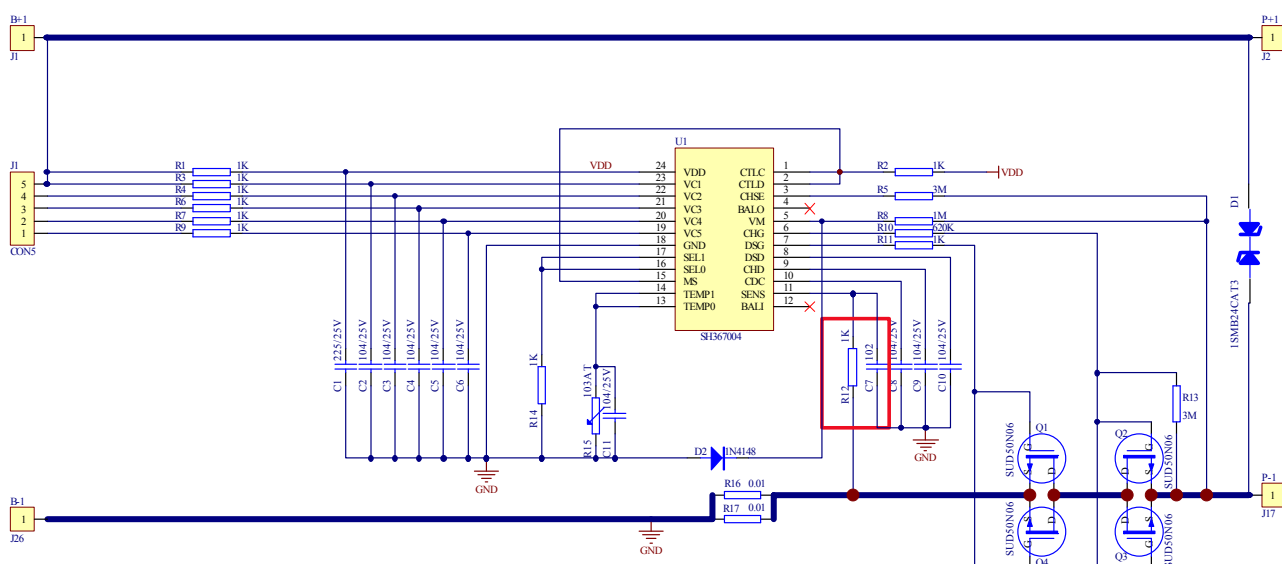 B+1
1
J1
P+1
1
J2
J1
5
4
3
2
1
CON5
R1 1K
R3 1K
R4 1K
R6 1K
R7 1K
R9 1K
VDD
U1
24 VDD CTLC 1
23 VC1 CTLD 2
22 VC2 CHSE 3
21 VC3 BALO 4
20 VC4 VM 5
19 VC5 CHG 6
18 GND DSG 7
17 SEL1 DSD 8
16 SEL0 CHD 9
15 MS CDC 10
14 TEMP1 SENS 11
13 TEMP0 BALI 12
SH367004
R2 1K
VDD
R5 3M
R8 1M
R10 620K
R11 1K
D1
1SMB24CAT3
C1 225/25V
C2 104/25V
C3 104/25V
C4 104/25V
C5 104/25V
C6 104/25V
R14 1K
R15 103AT
C11 104/25V
R12 1K
C7 102
C8 104/25V
C9 104/25V
C10 104/25V
GND
R13
3M
D2 1N4148
GND
R16 0.01
R17 0.01
GND
Q1
G
S
D
SUD50N06
Q2
G
S
D
SUD50N06
Q4
G
S
D
SUD50N06
Q3
G
S
D
SUD50N06
B-1
1
J26
P-1
1
J17